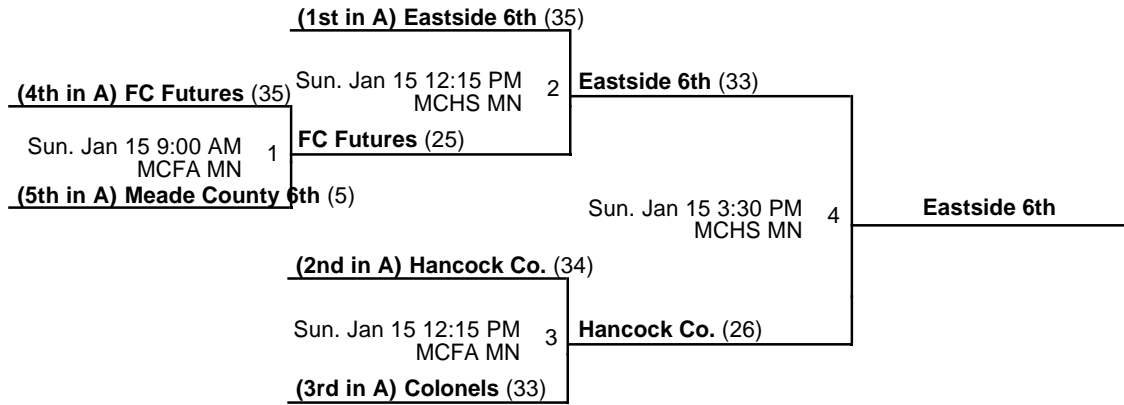 (1st in A) Eastside 6th (35)
Sun. Jan 15 12:15 PM
MCHS MN
2
Eastside 6th (33)
(4th in A) FC Futures (35)
Sun. Jan 15 9:00 AM
MCFA MN
1
FC Futures (25)
(5th in A) Meade County 6th (5)
Sun. Jan 15 3:30 PM
MCHS MN
4
Eastside 6th
(2nd in A) Hancock Co. (34)
Sun. Jan 15 12:15 PM
MCFA MN
3
Hancock Co. (26)
(3rd in A) Colonels (33)